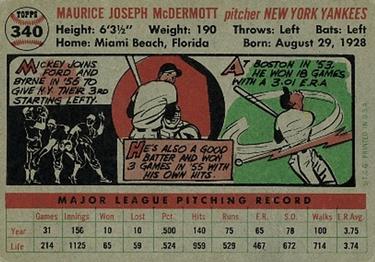 TOPPS
340
MAURICE JOSEPH McDERMOTT pitcher NEW YORK YANKEES
Height: 6'3½" Weight: 190 Throws: Left Bats: Left
Home: Miami Beach, Florida Born: August 29, 1928
MICKEY JOINS
FORD AND
BYRNE IN '56
TO GIVE N.Y. THEIR 3RD
STARTING LEFTY.
HE'S ALSO A GOOD
BATTER AND WON 3
GAMES IN '55 WITH
HIS OWN HITS.
AT BOSTON IN '53,
HE WON 18 GAMES
WITH A
3.01 E.R.A
T.C.G. PRINTED IN U.S.A.
MAJOR LEAGUE PITCHING RECORD
Games Innings Won Lost Pct. Hits Runs E.R. S.O. Walks E.R.Avg.
Year 31 156 10 10 .500 140 75 65 78 100 3.75
Life 214 1125 65 59 .524 959 529 467 672 714 3.74